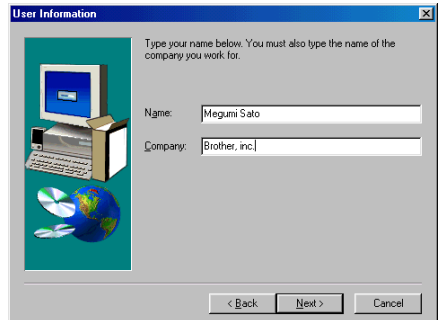 User Information
Type your name below. You must also type the name of the
company you work for.
Name: Megumi Sato
Company: Brother, inc.
< Back Next > Cancel